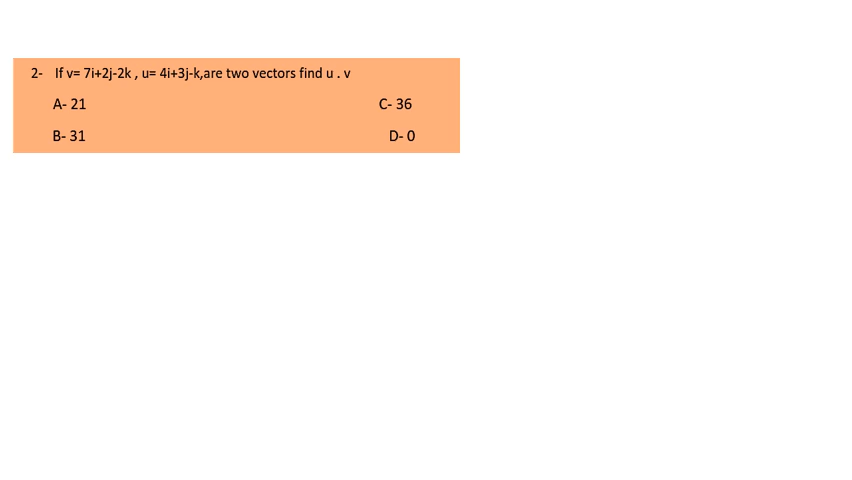 2- If v= 7i+2j-2k , u= 4i+3j-k,are two vectors find u . v
A- 21 C- 36
B- 31 D- 0